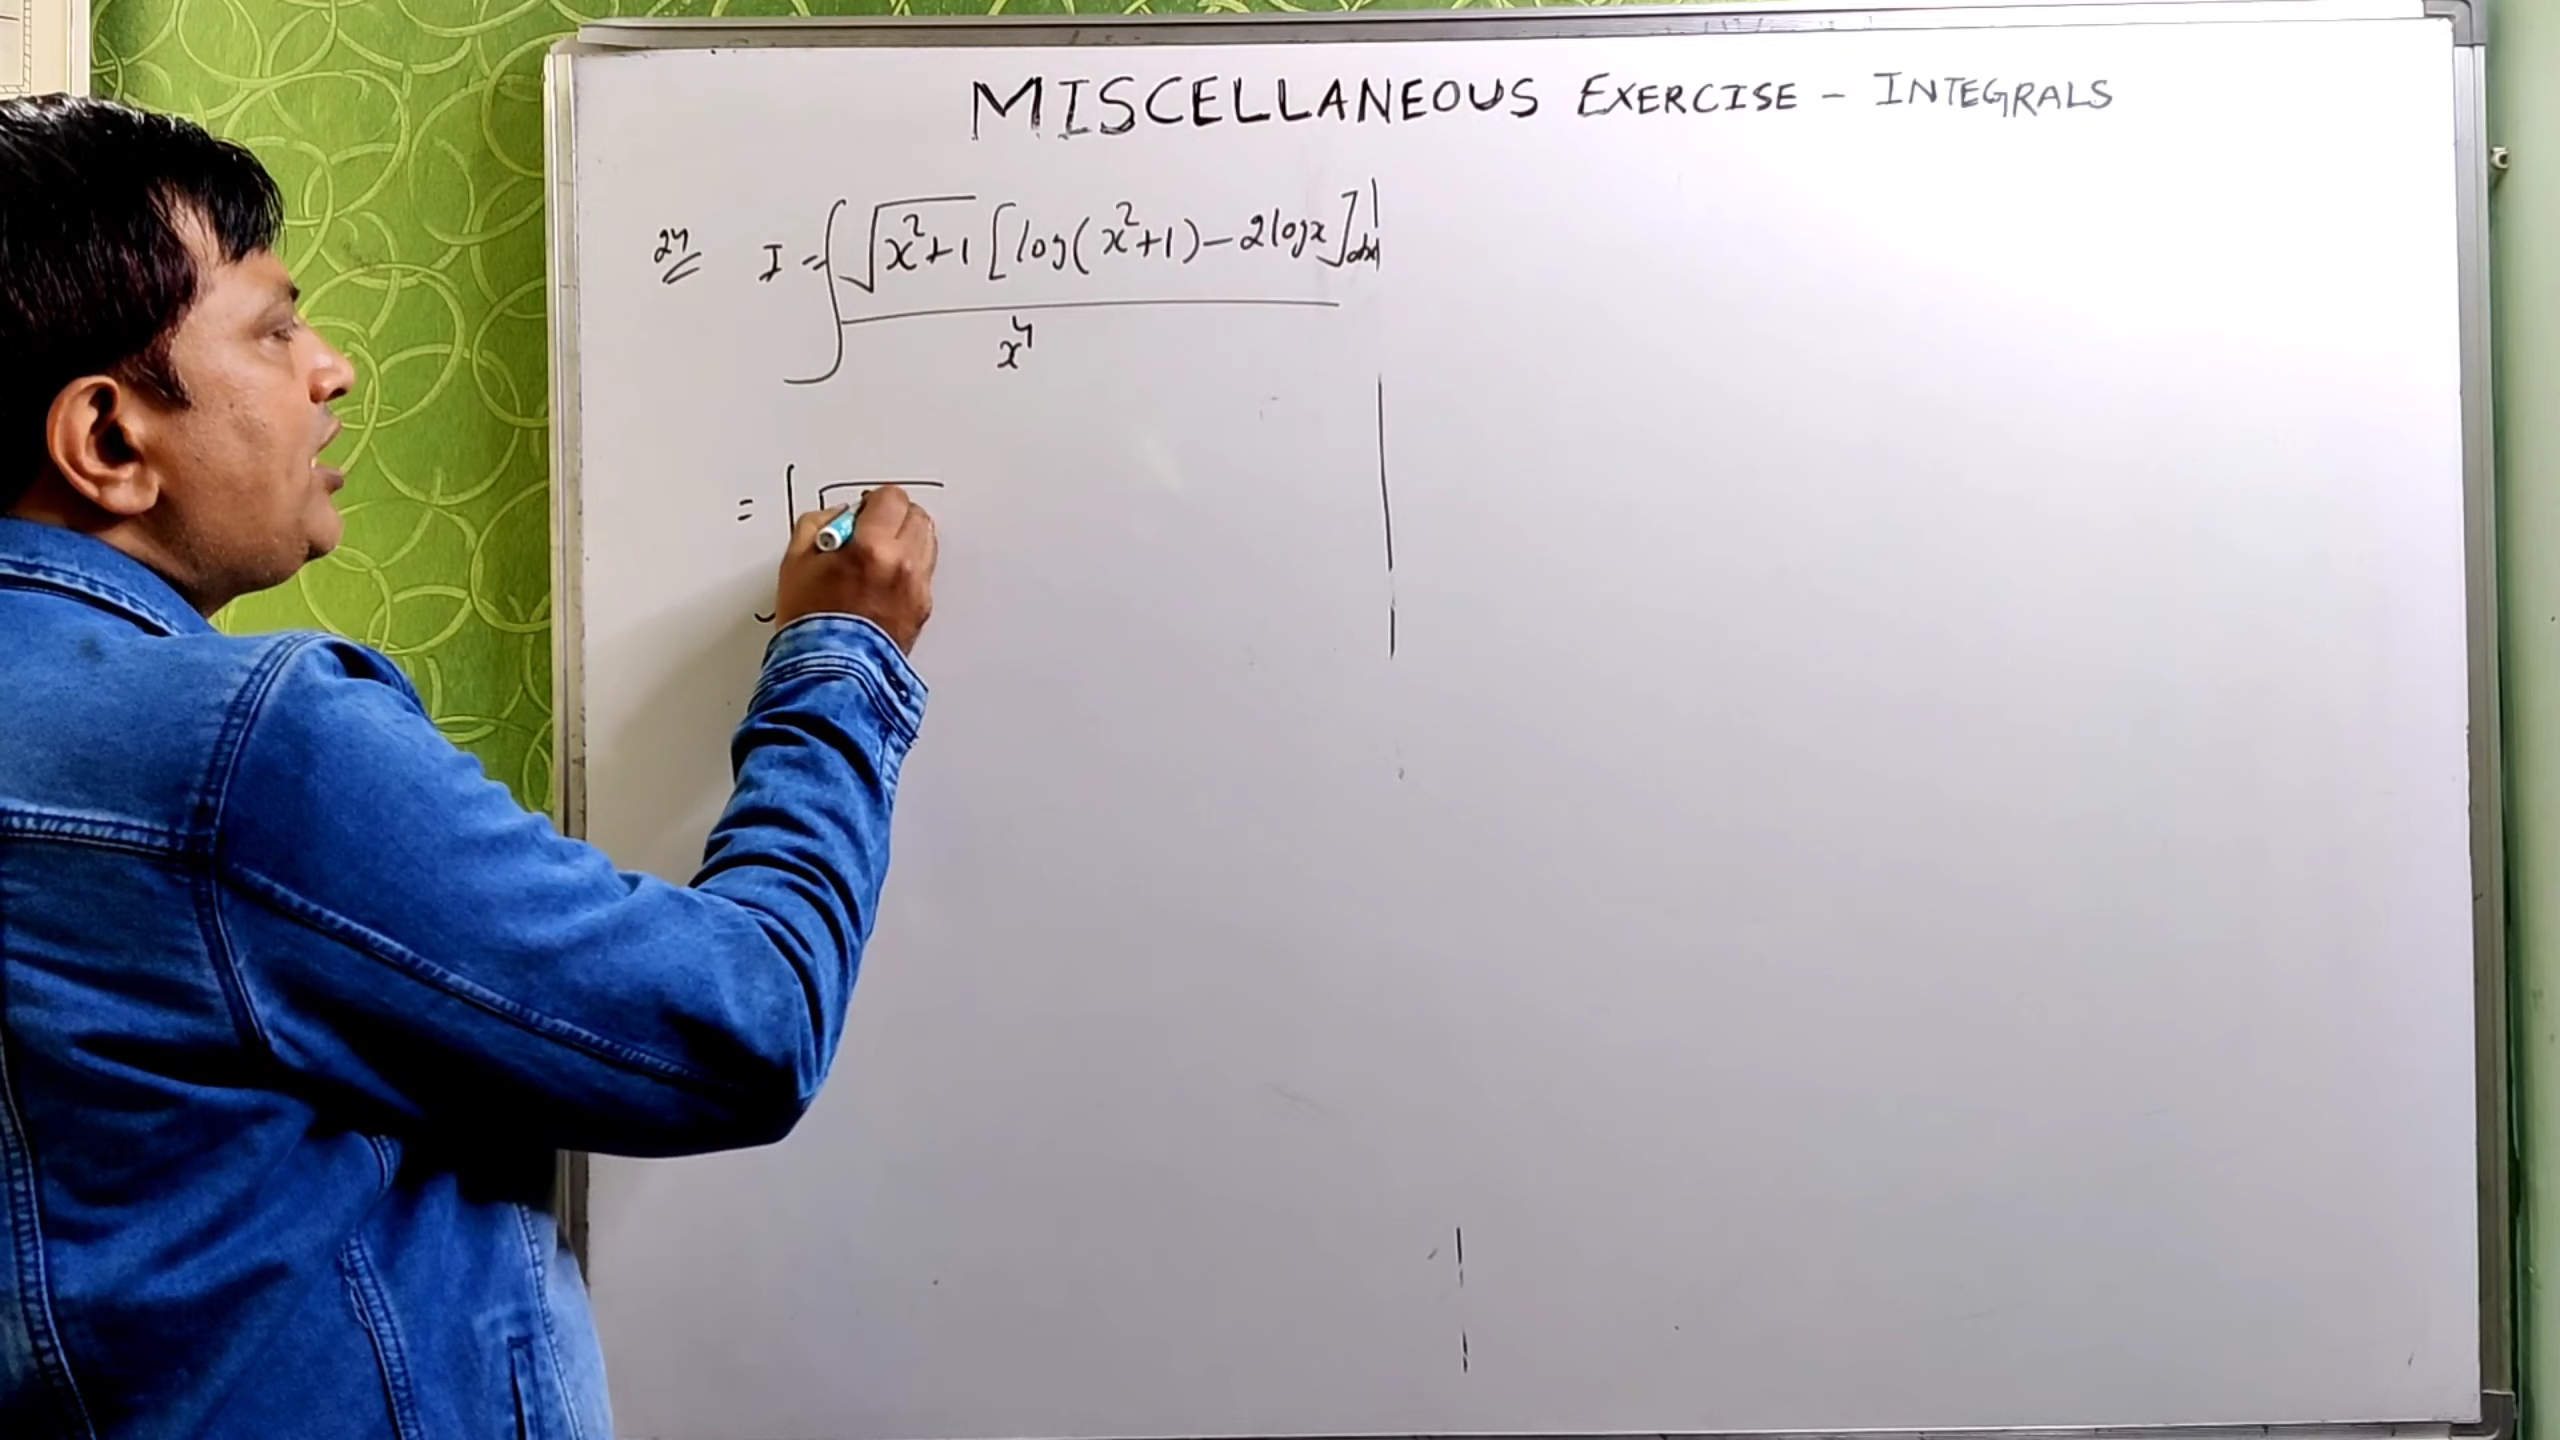 MISCELLANEOUS EXERCISE - INTEGRALS
24 I = ∫ √(x²+1) [log(x²+1) - 2logx] dx
x⁴
= ∫ √